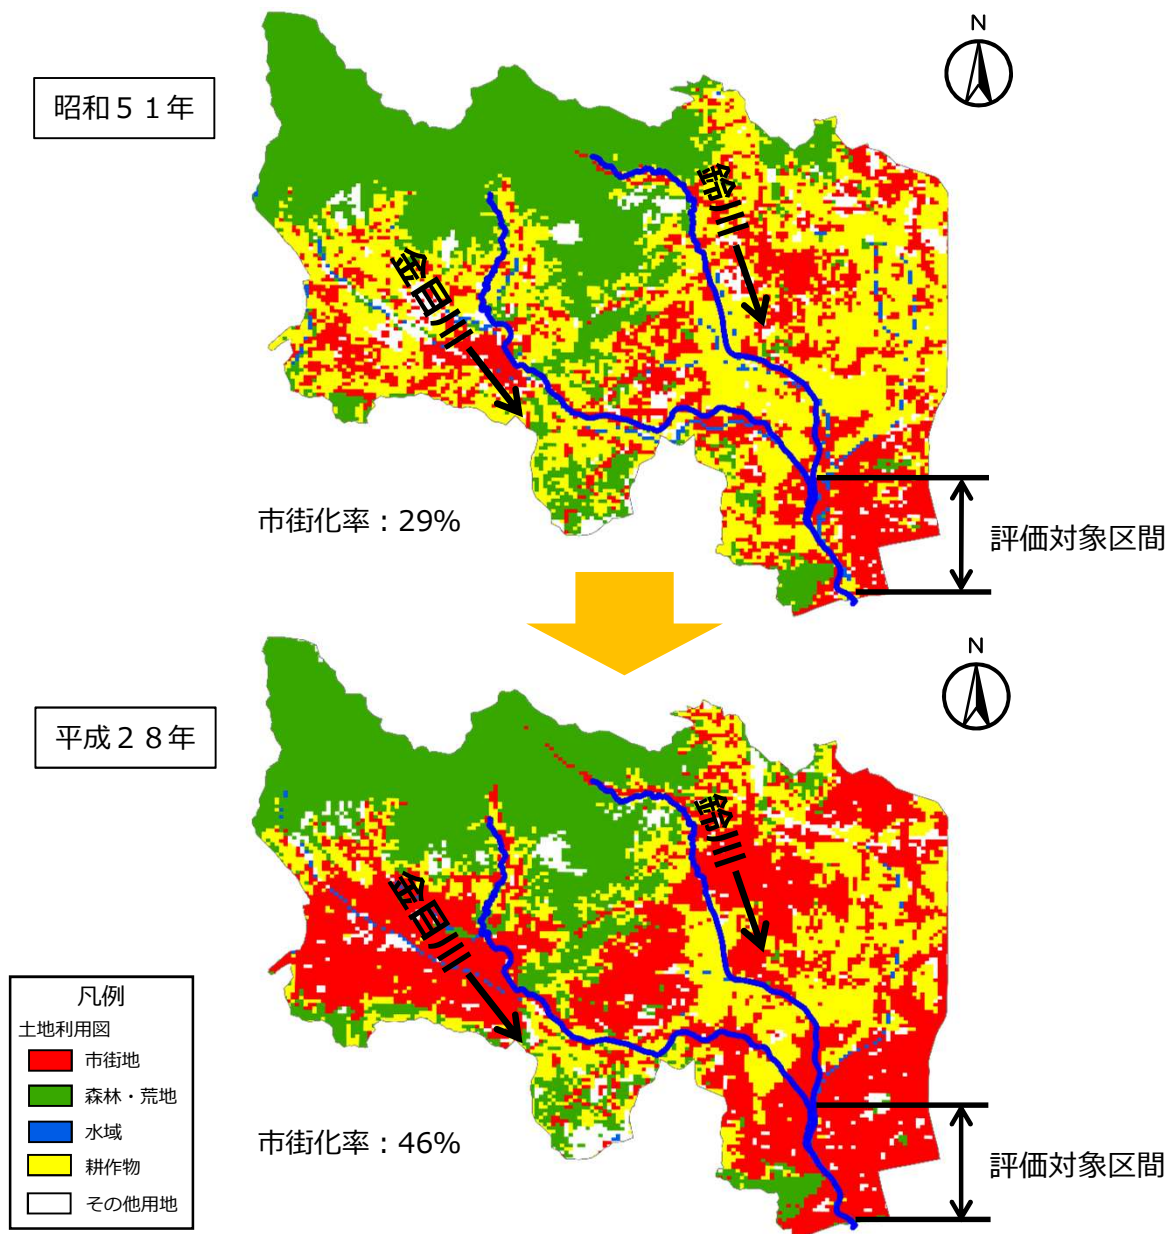 N
昭和５１年
鈴川
金目川
市街化率：29%
評価対象区間
N
平成２８年
鈴川
金目川
市街化率：46%
評価対象区間
凡例
土地利用図
市街地
森林・荒地
水域
耕作物
その他用地